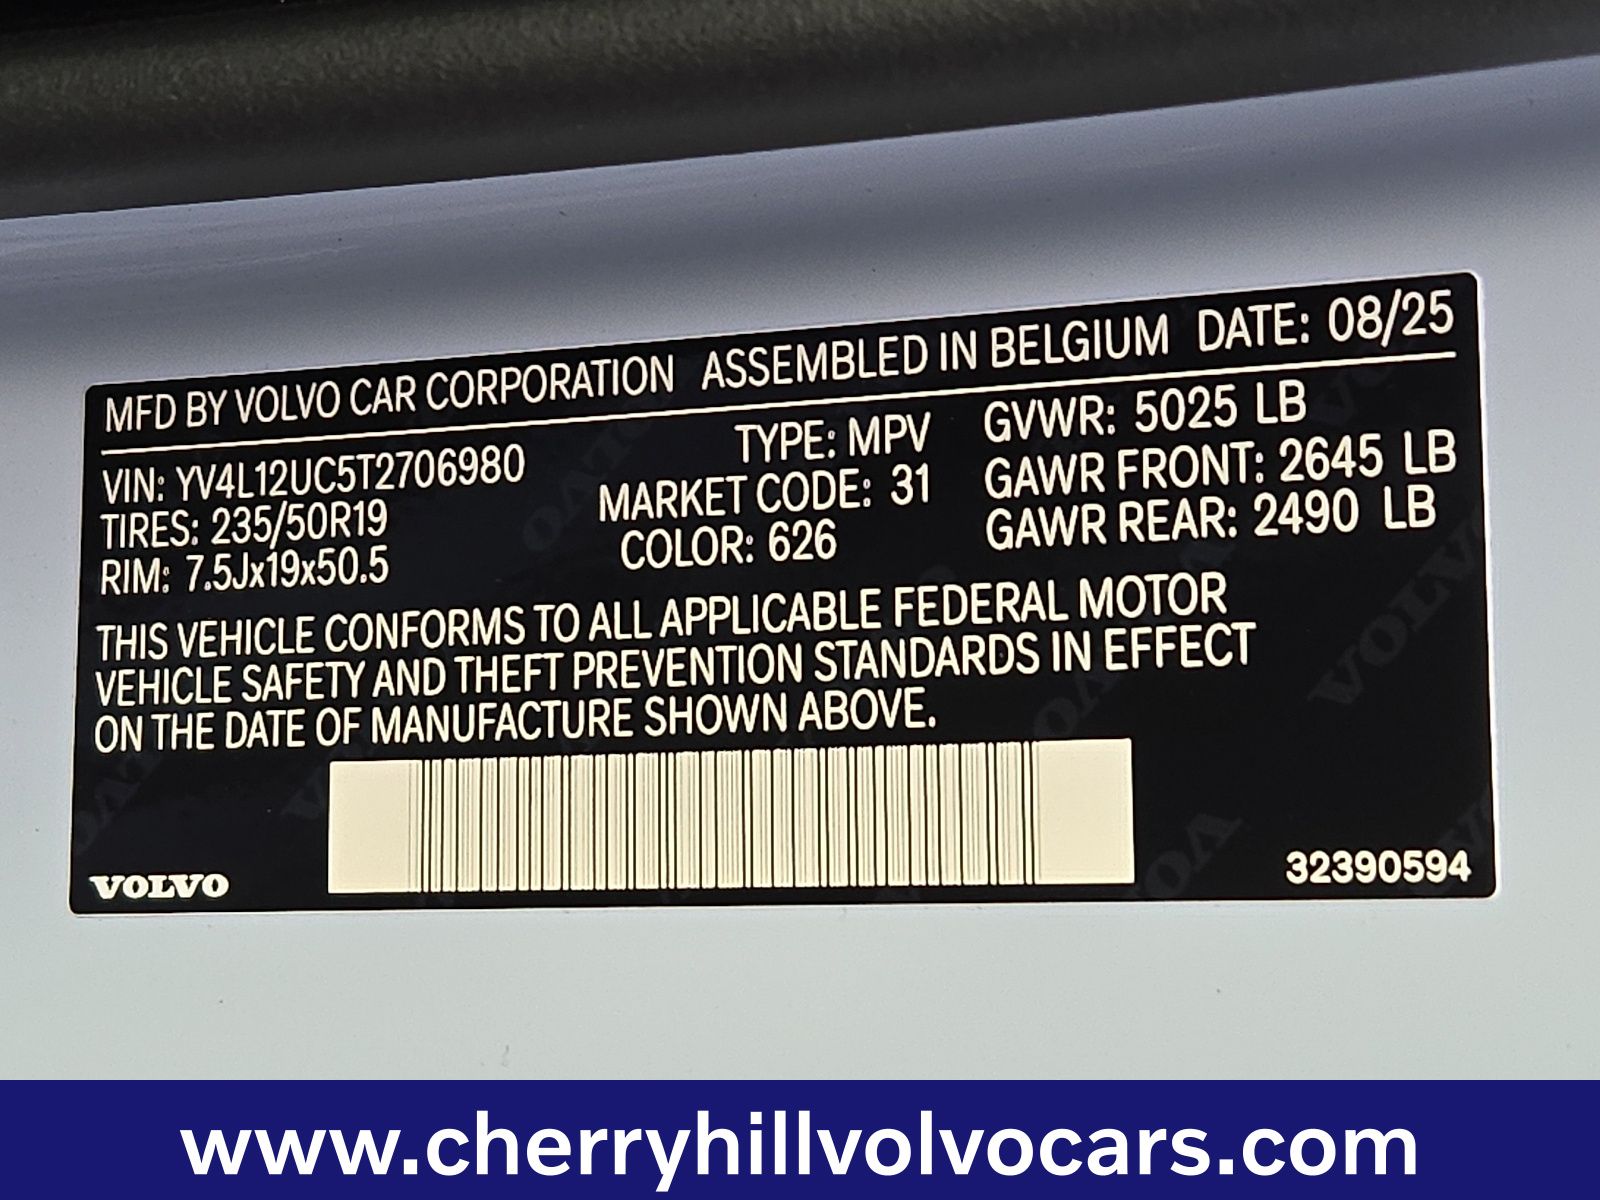 MFD BY VOLVO CAR CORPORATION ASSEMBLED IN BELGIUM DATE: 08/25
VIN: YV4L12UC5T2706980 TYPE: MPV GVWR: 5025 LB
TIRES: 235/50R19 MARKET CODE: 31 GAWR FRONT: 2645 LB
RIM: 7.5Jx19x50.5 COLOR: 626 GAWR REAR: 2490 LB
THIS VEHICLE CONFORMS TO ALL APPLICABLE FEDERAL MOTOR
VEHICLE SAFETY AND THEFT PREVENTION STANDARDS IN EFFECT
ON THE DATE OF MANUFACTURE SHOWN ABOVE.
VOLVO 32390594
www.cherryhillvolvocars.com